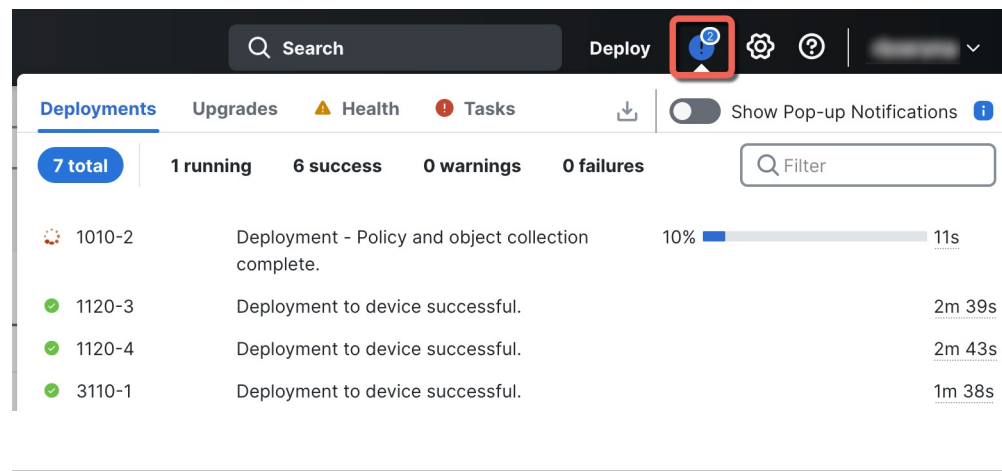 Search
Deploy
2
Deployments Upgrades Health Tasks Show Pop-up Notifications
7 total 1 running 6 success 0 warnings 0 failures Filter
1010-2 Deployment - Policy and object collection 10% 11s
complete.
1120-3 Deployment to device successful. 2m 39s
1120-4 Deployment to device successful. 2m 43s
3110-1 Deployment to device successful. 1m 38s